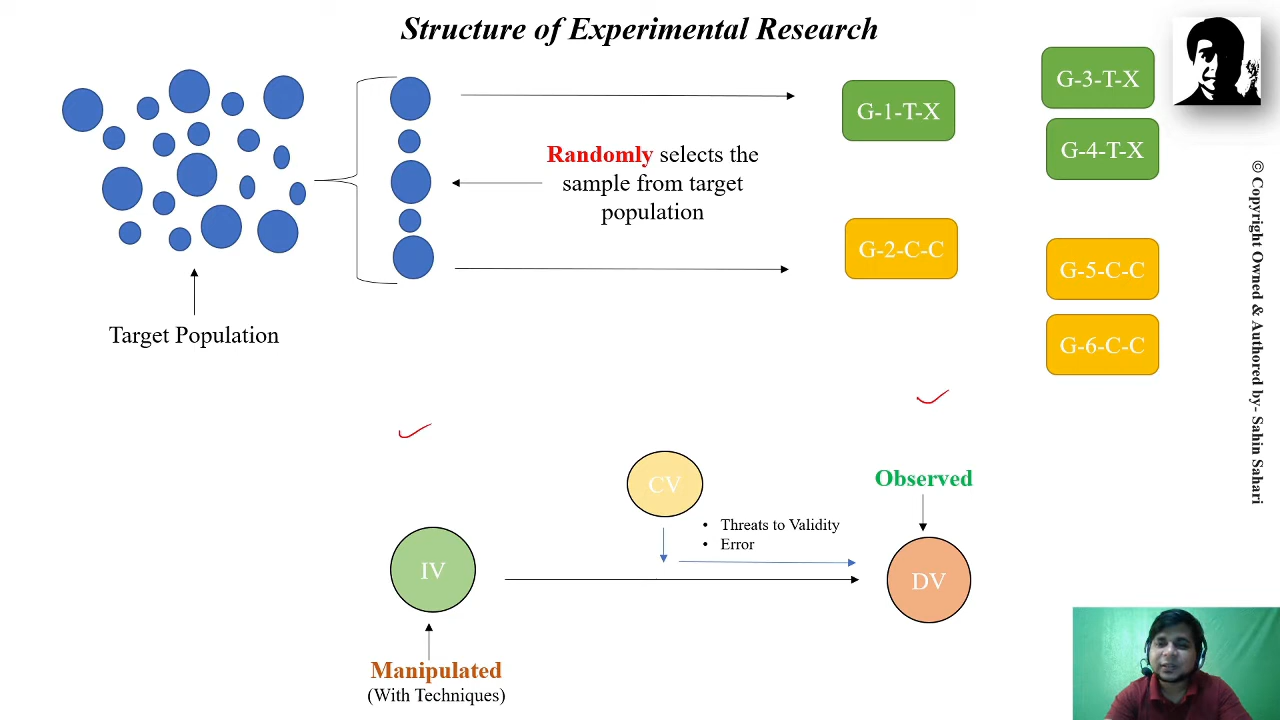 Structure of Experimental Research
G-1-T-X
G-3-T-X
G-4-T-X
Randomly selects the
sample from target
population
G-2-C-C
G-5-C-C
G-6-C-C
Target Population
© Copyright Owned & Authored by- Sahin Sahari
CV
Observed
• Threats to Validity
• Error
IV
DV
Manipulated
(With Techniques)